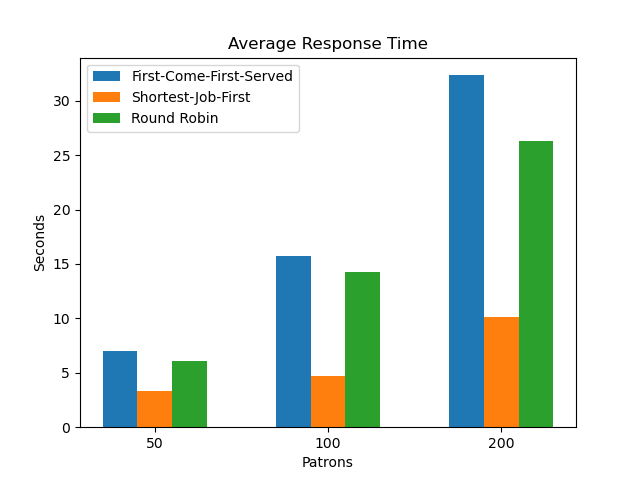 Average Response Time
First-Come-First-Served
Shortest-Job-First
Round Robin
30
25
20
15
10
5
0
Seconds
50 100 200
Patrons